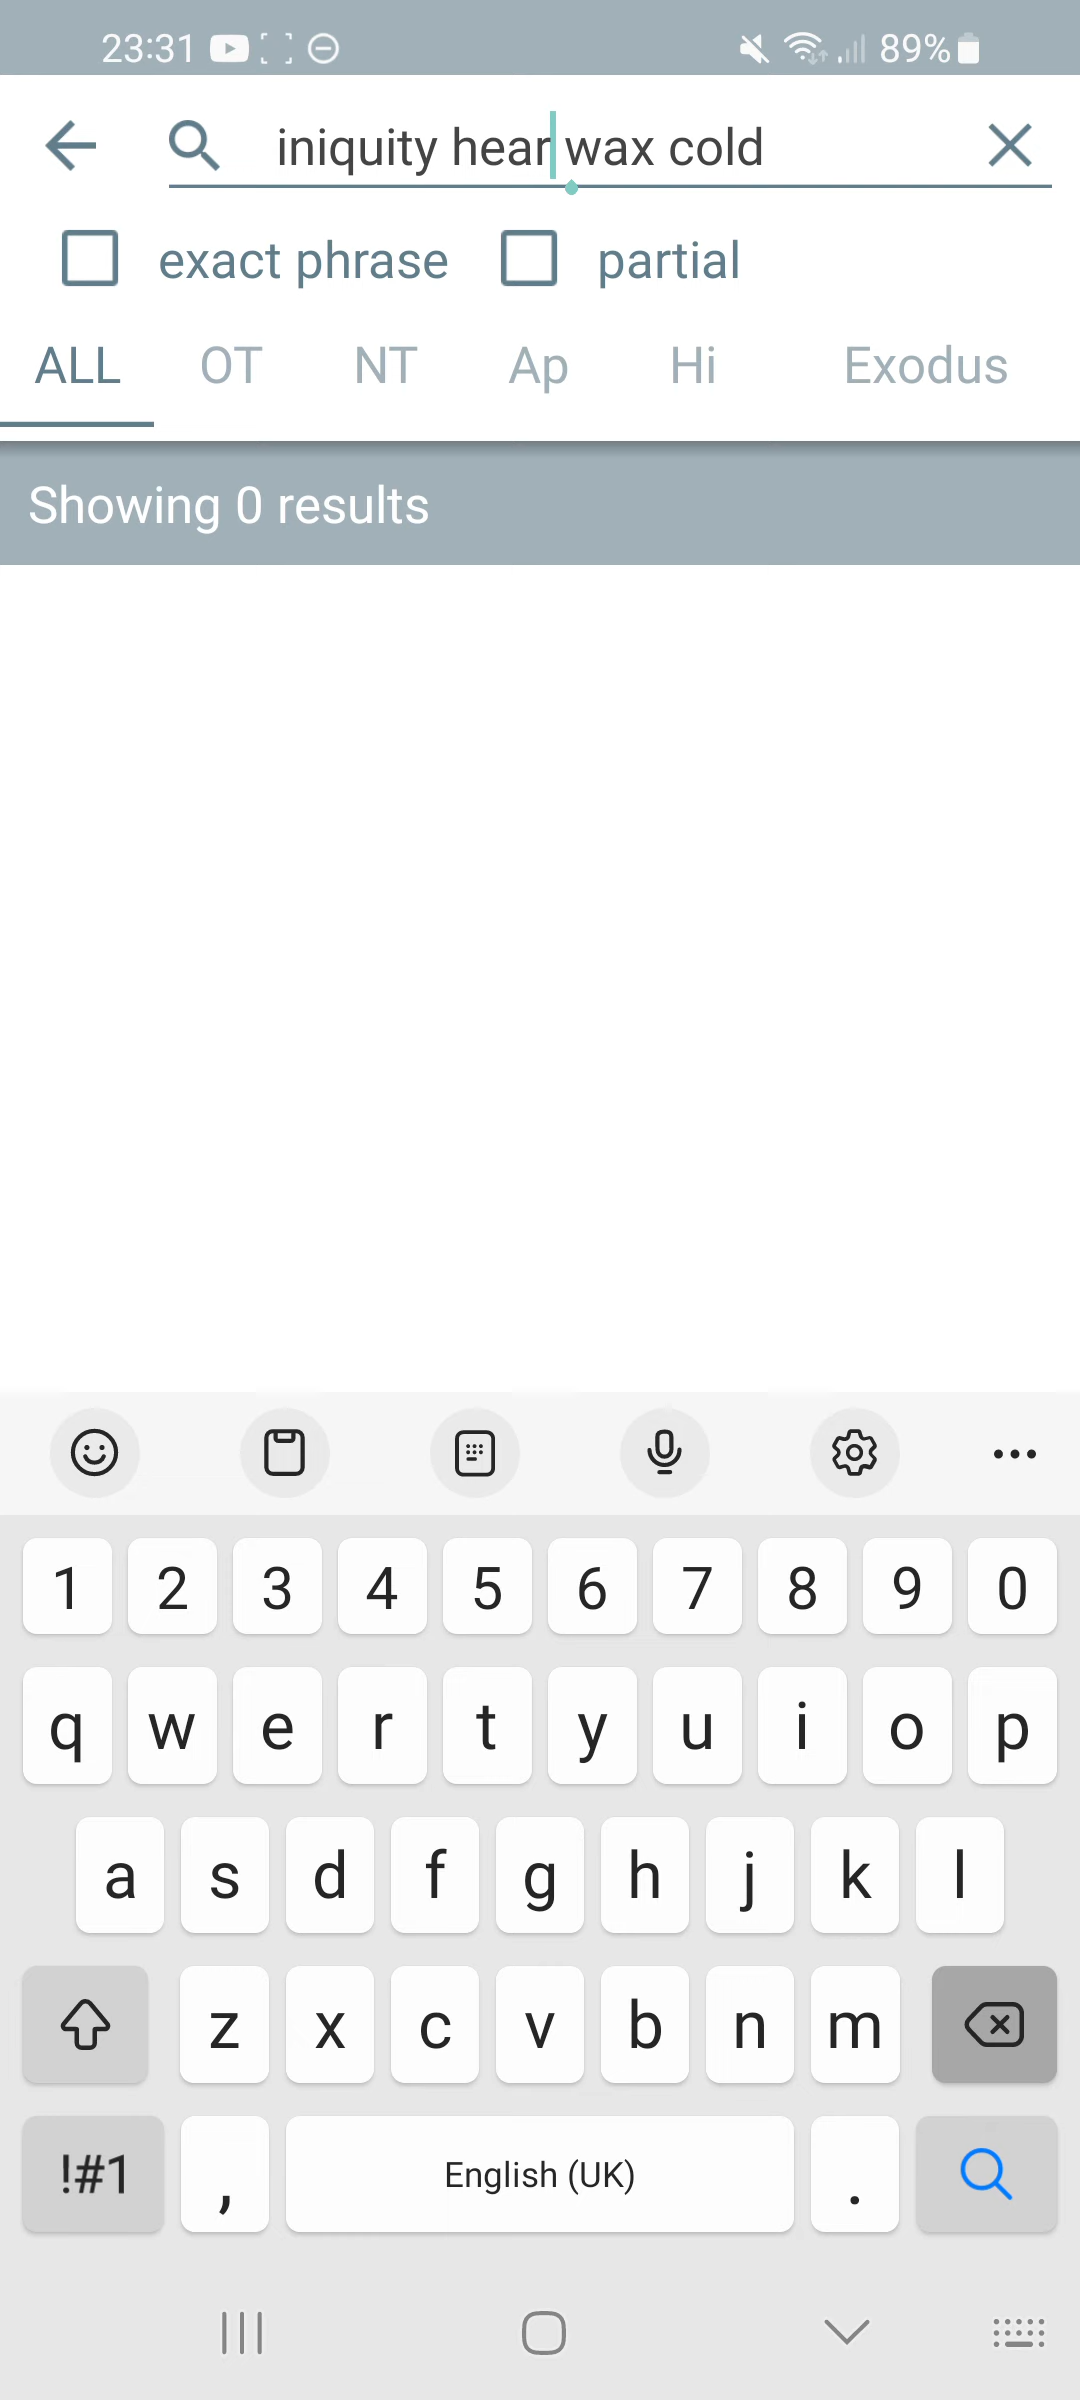 23:31 89%
iniquity hear wax cold
exact phrase partial
ALL OT NT Ap Hi Exodus
Showing 0 results
1 2 3 4 5 6 7 8 9 0
q w e r t y u i o p
a s d f g h j k l
z x c v b n m
!#1 , English (UK) .